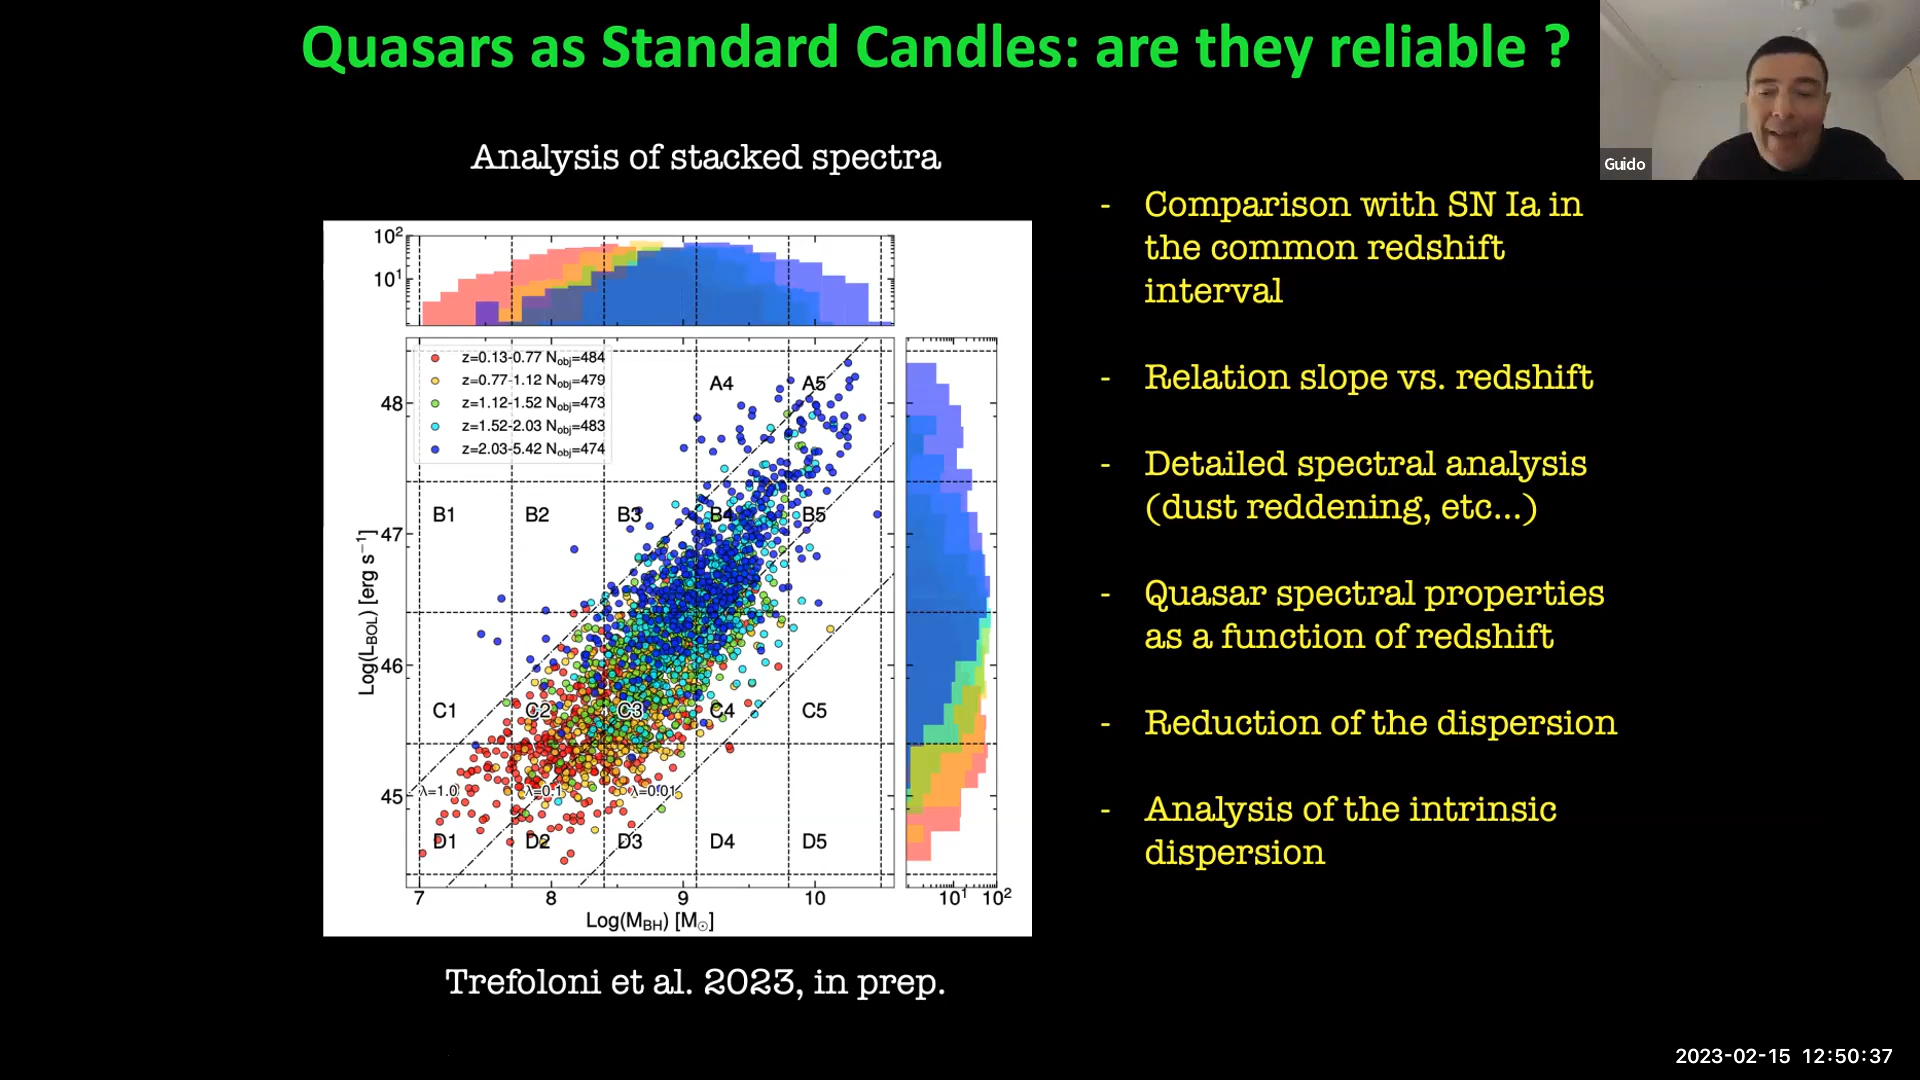 Quasars as Standard Candles: are they reliable ?
Guido
Analysis of stacked spectra
10²
10¹
z=0.13-0.77 Nobj=484
z=0.77-1.12 Nobj=479
z=1.12-1.52 Nobj=473
z=1.52-2.03 Nobj=483
z=2.03-5.42 Nobj=474
A4
A5
B1
B2
B3
B4
B5
C1
C2
C3
C4
C5
λ=1.0
λ=0.1
λ=0.01
D1
D2
D3
D4
D5
48
47
46
45
Log(LBOL) [erg s⁻¹]
7
8
9
10
Log(MBH) [M☉]
10¹
10²
- Comparison with SN Ia in
the common redshift
interval
- Relation slope vs. redshift
- Detailed spectral analysis
(dust reddening, etc...)
- Quasar spectral properties
as a function of redshift
- Reduction of the dispersion
- Analysis of the intrinsic
dispersion
Trefoloni et al. 2023, in prep.
2023-02-15 12:50:37